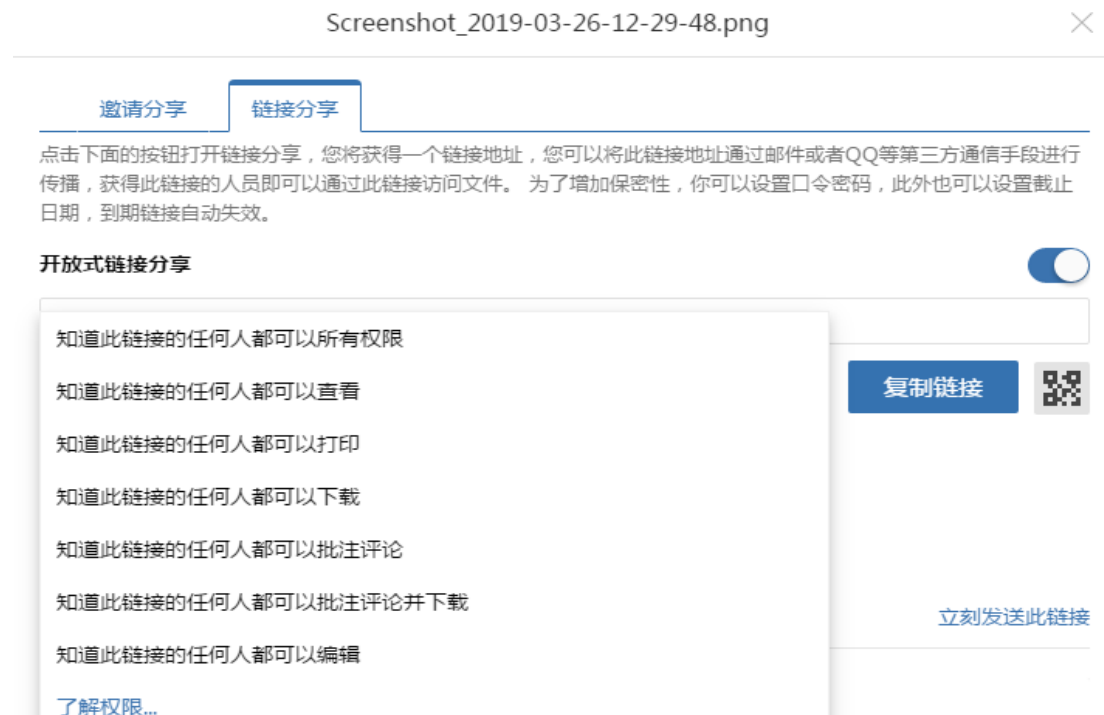 Screenshot_2019-03-26-12-29-48.png
邀请分享
链接分享
点击下面的按钮打开链接分享，您将获得一个链接地址，您可以将此链接地址通过邮件或者QQ等第三方通信手段进行
传播，获得此链接的人员即可以通过此链接访问文件。 为了增加保密性，你可以设置口令密码，此外也可以设置截止
日期，到期链接自动失效。
开放式链接分享
知道此链接的任何人都可以所有权限
知道此链接的任何人都可以查看
复制链接
知道此链接的任何人都可以打印
知道此链接的任何人都可以下载
知道此链接的任何人都可以批注评论
知道此链接的任何人都可以批注评论并下载
立刻发送此链接
知道此链接的任何人都可以编辑
了解权限...